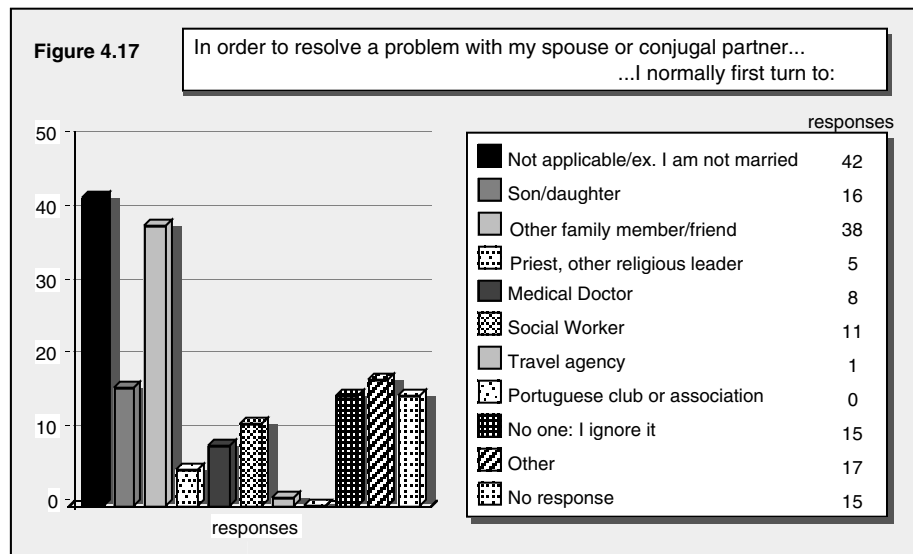 Figure 4.17
In order to resolve a problem with my spouse or conjugal partner...
...I normally first turn to:
50
40
30
20
10
0
responses
responses
Not applicable/ex. I am not married 42
Son/daughter 16
Other family member/friend 38
Priest, other religious leader 5
Medical Doctor 8
Social Worker 11
Travel agency 1
Portuguese club or association 0
No one: I ignore it 15
Other 17
No response 15